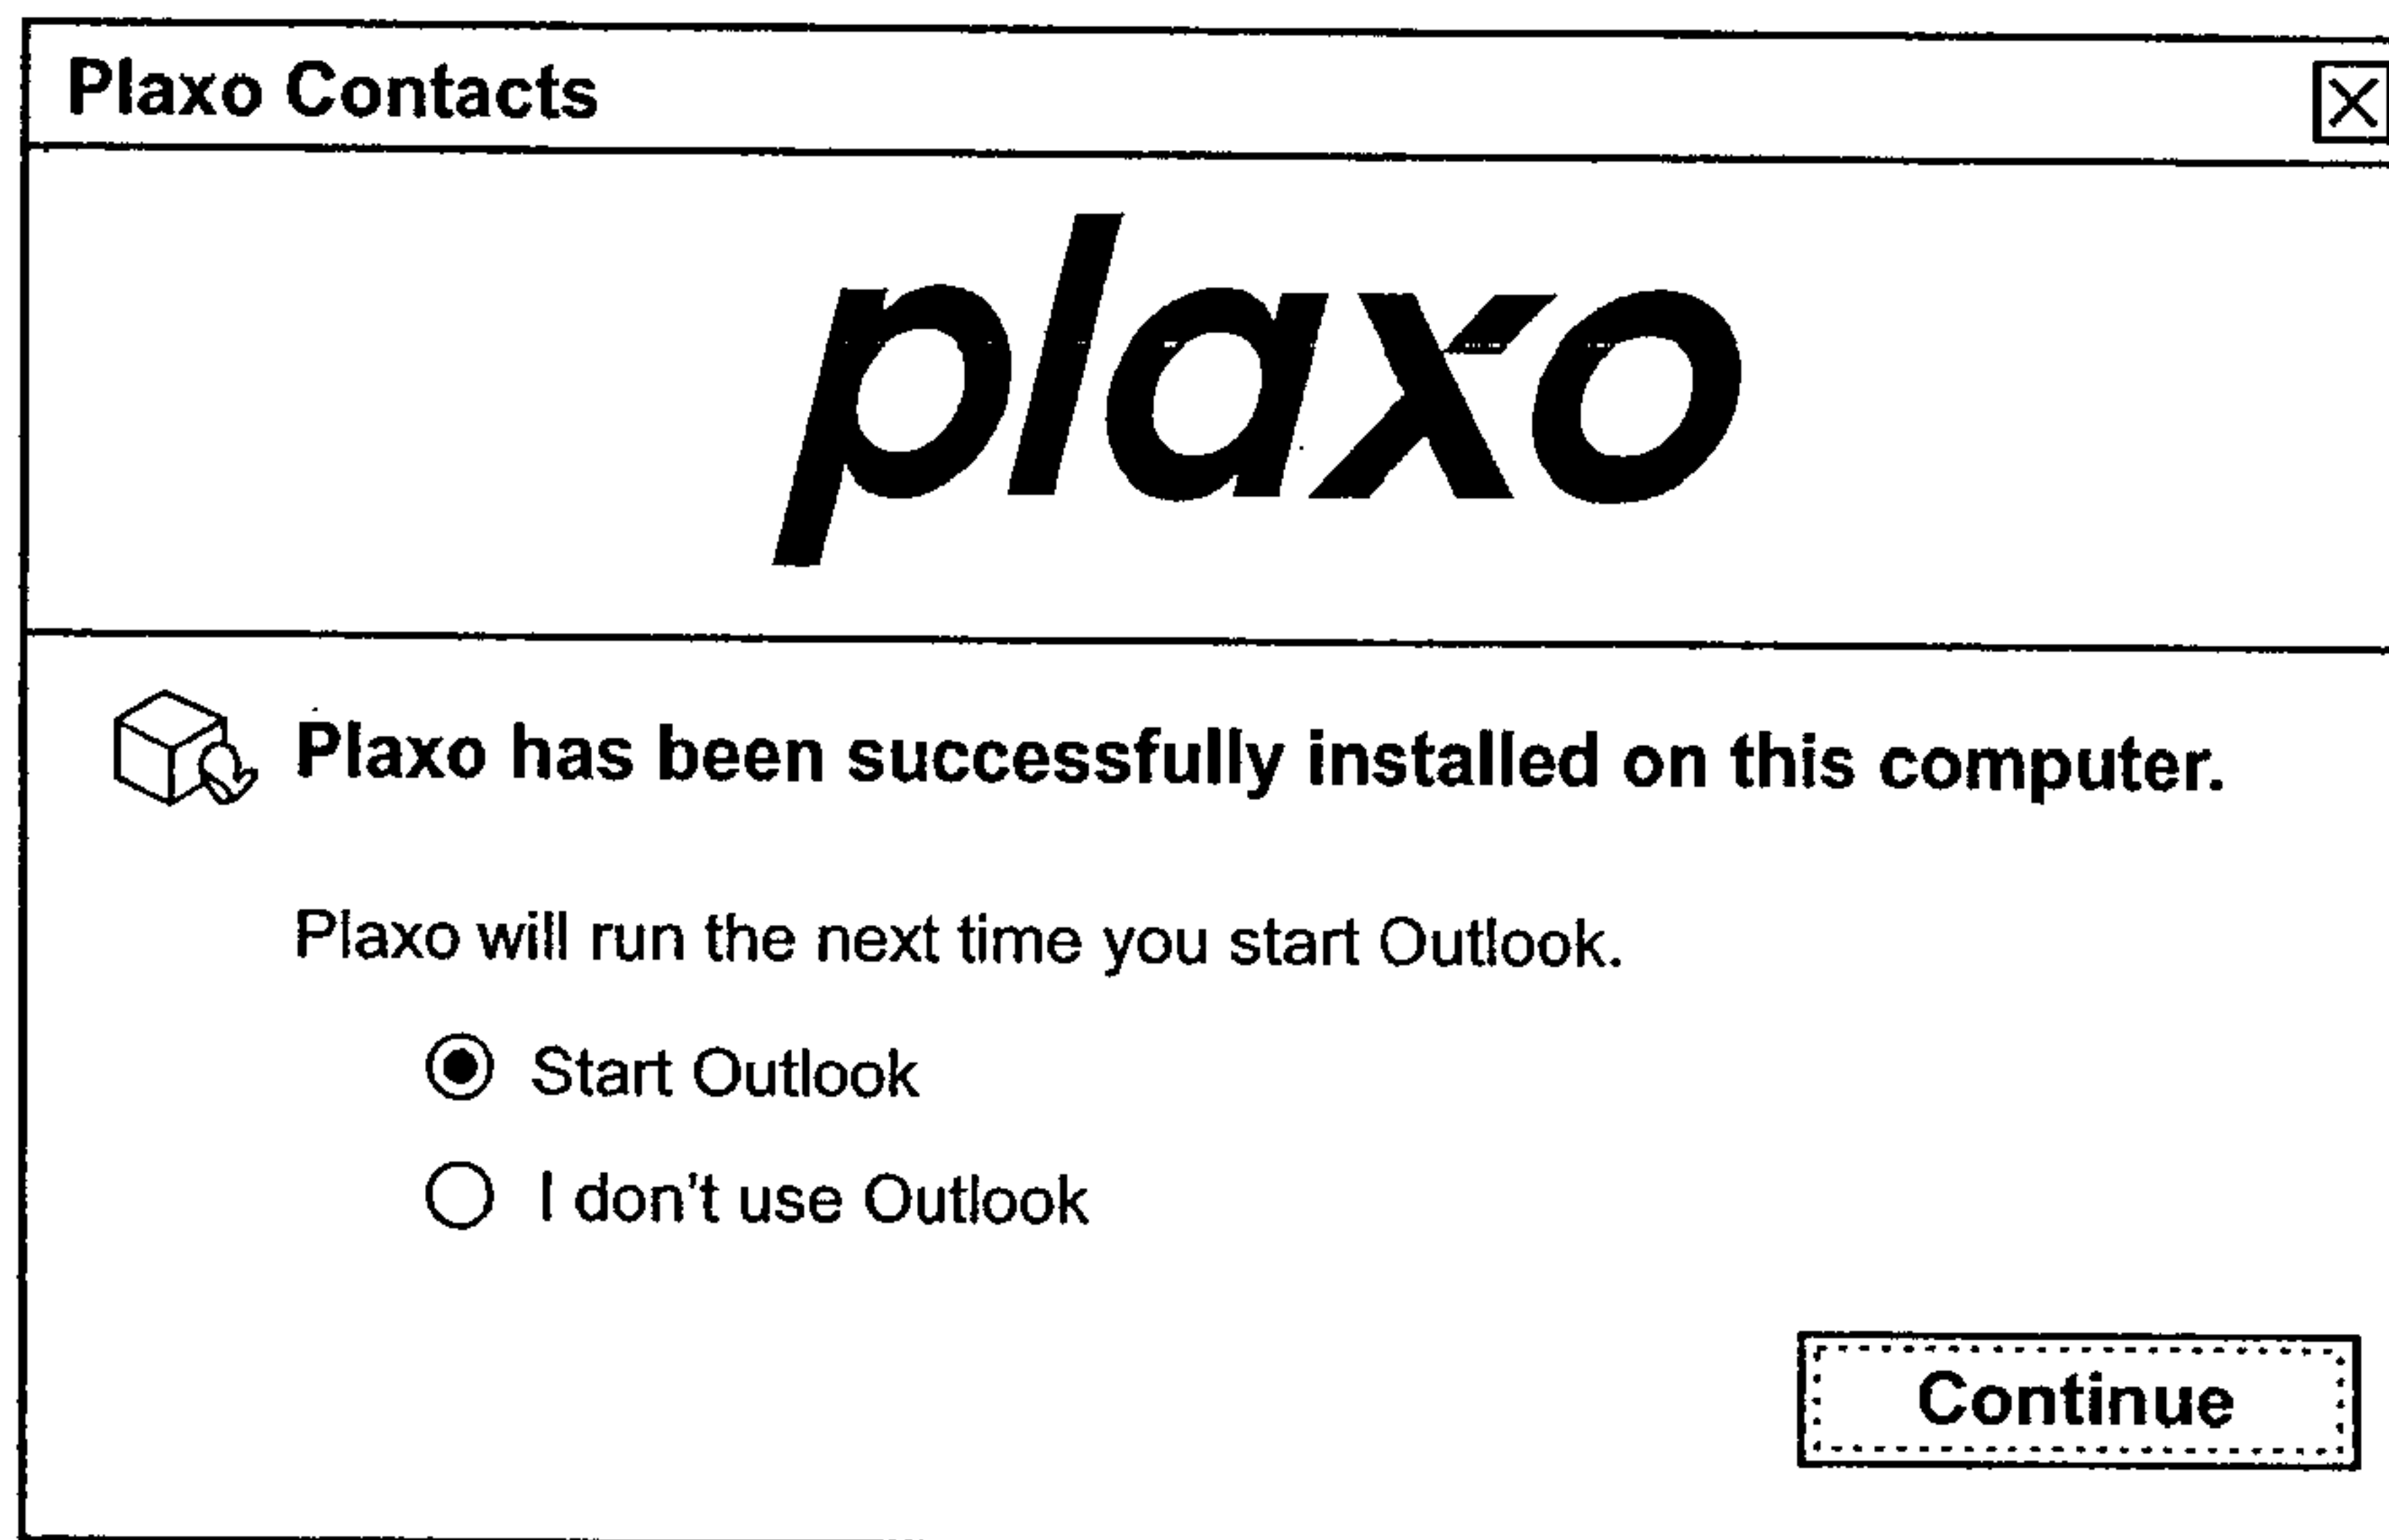 Plaxo Contacts
plaxo
Plaxo has been successfully installed on this computer.
Plaxo will run the next time you start Outlook.
Start Outlook
I don't use Outlook
Continue